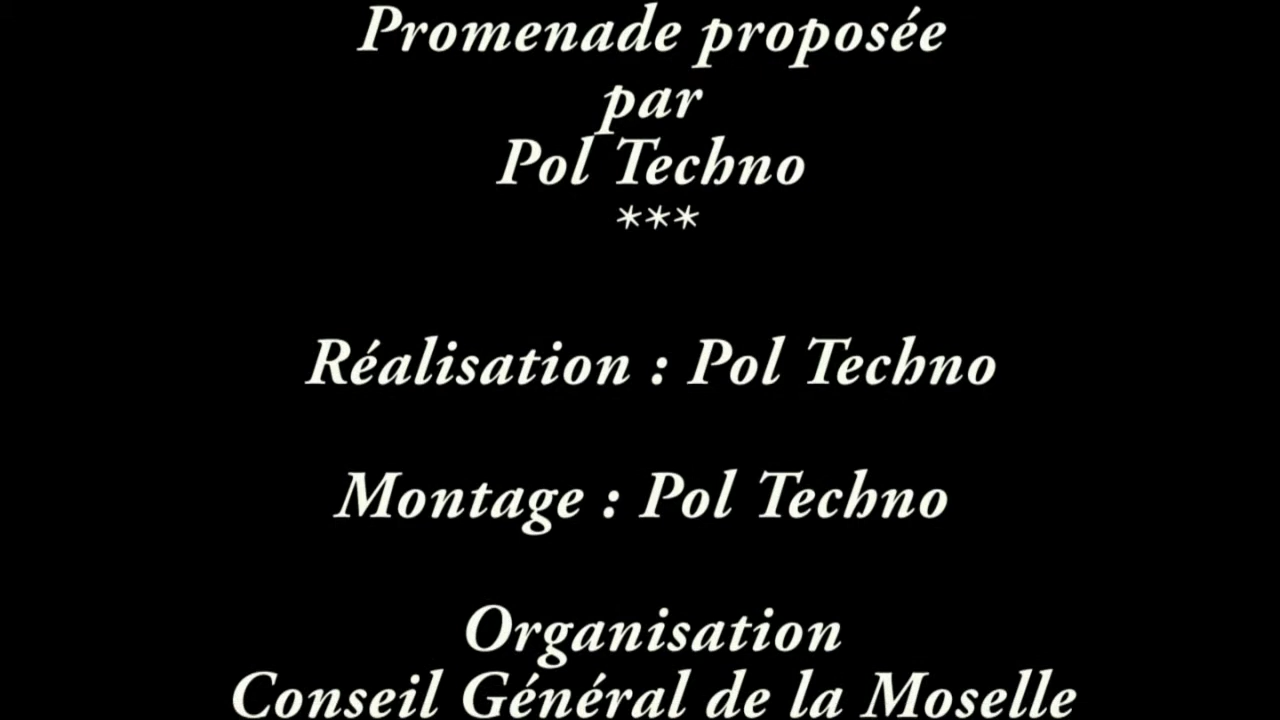 Promenade proposée
par
Pol Techno
***
Réalisation : Pol Techno
Montage : Pol Techno
Organisation
Conseil Général de la Moselle